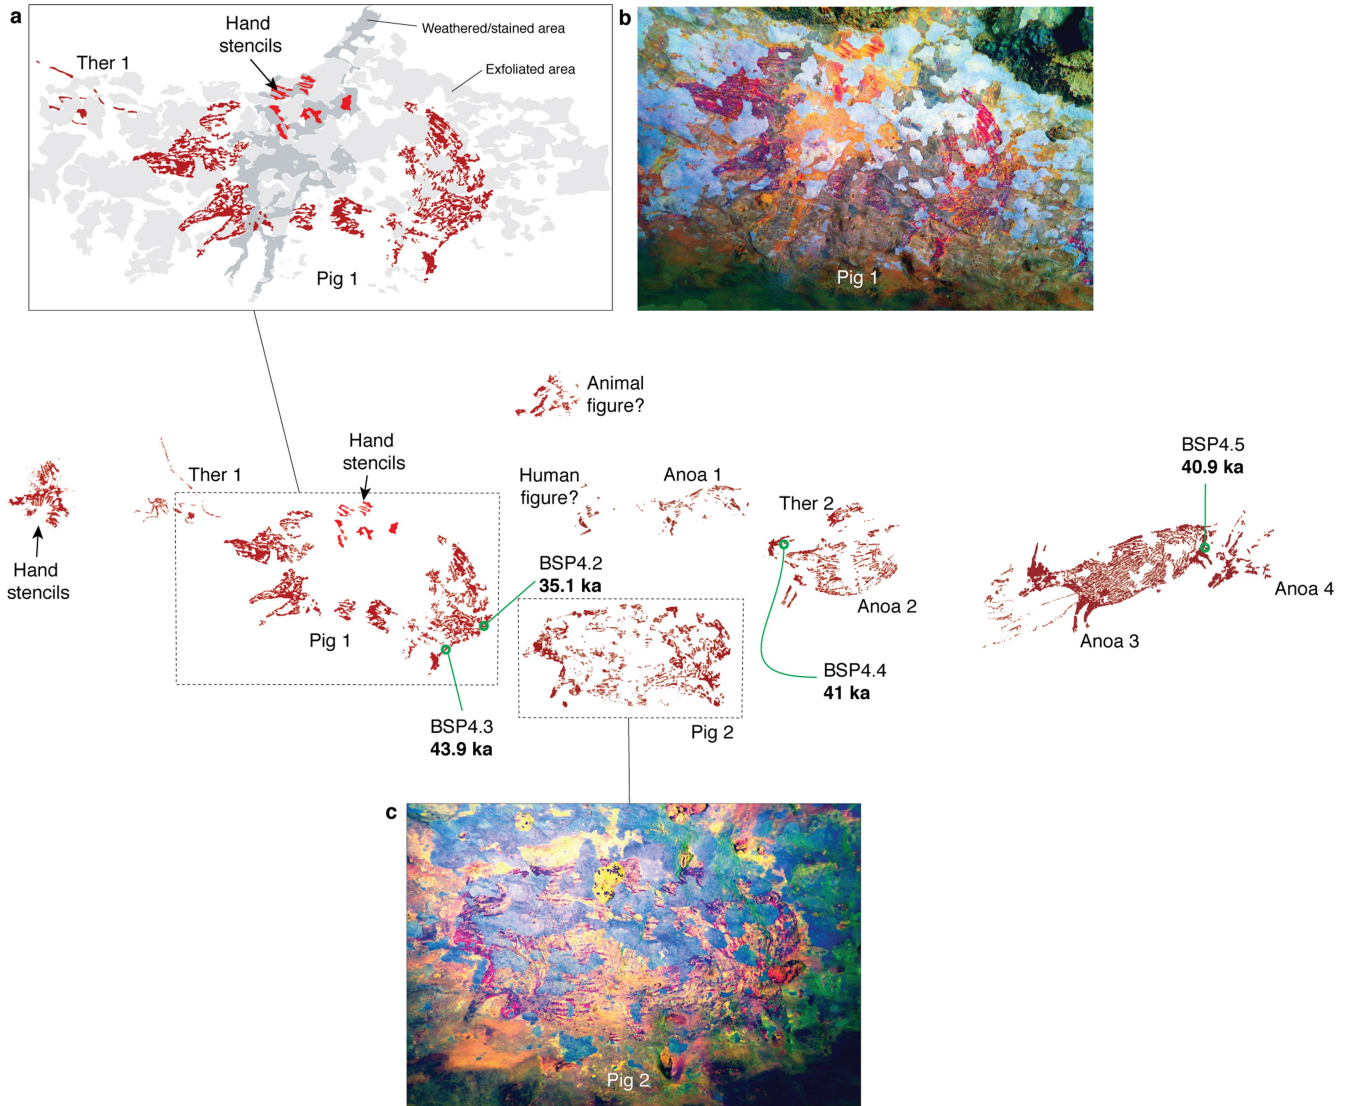 a
Hand
stencils
Weathered/stained area
Exfoliated area
Ther 1
Pig 1
b
Pig 1
Animal
figure?
Hand
stencils
Ther 1
Hand
stencils
Pig 1
Human
figure?
Anoa 1
Ther 2
Anoa 2
BSP4.5
40.9 ka
Anoa 3
Anoa 4
BSP4.2
35.1 ka
BSP4.3
43.9 ka
BSP4.4
41 ka
Pig 2
c
Pig 2